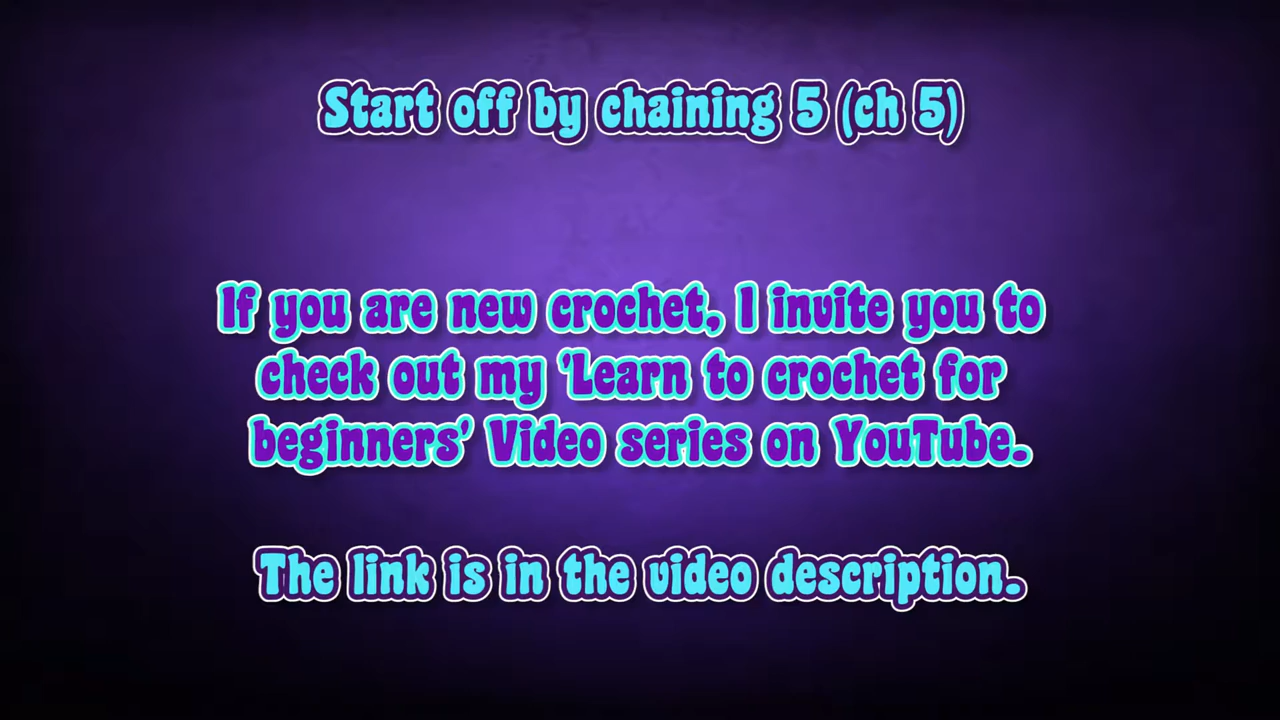 Start off by chaining 5 (ch 5)
If you are new crochet, I invite you to
check out my 'Learn to crochet for
beginners' Video series on YouTube.
The link is in the video description.